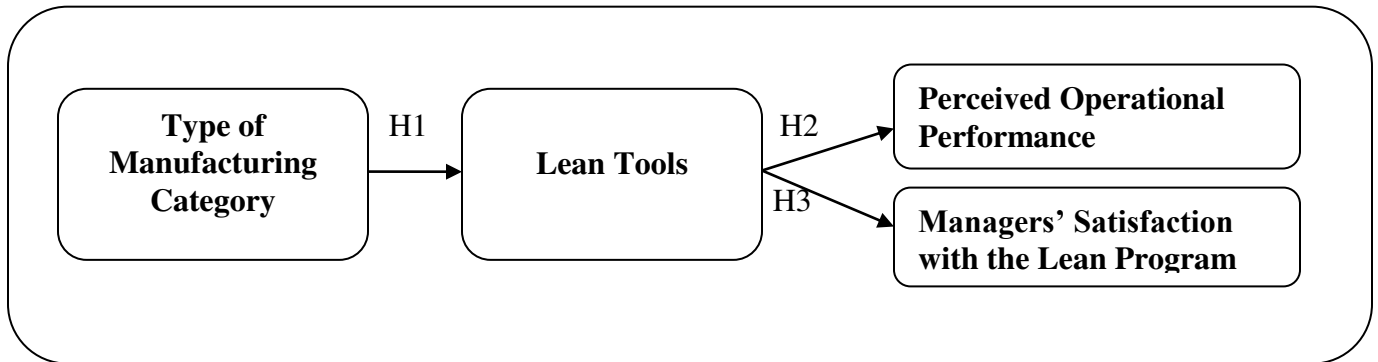 Type of
Manufacturing
Category
H1
Lean Tools
H2
H3
Perceived Operational
Performance
Managers’ Satisfaction
with the Lean Program